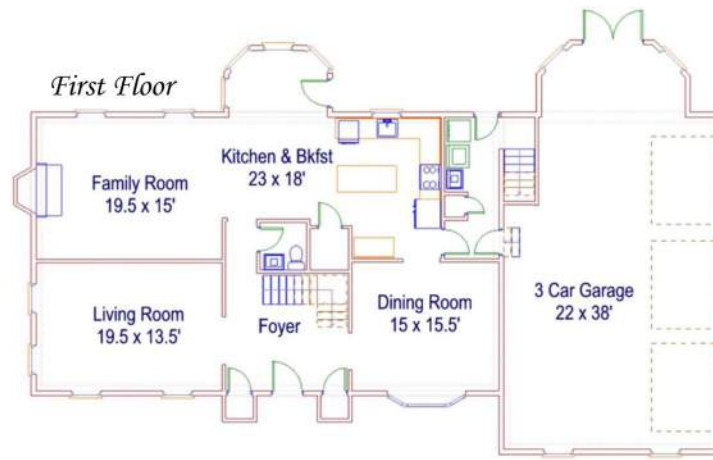 First Floor
Kitchen & Bkfst
23 x 18'
Family Room
19.5 x 15'
Living Room
19.5 x 13.5'
Foyer
Dining Room
15 x 15.5'
3 Car Garage
22 x 38'